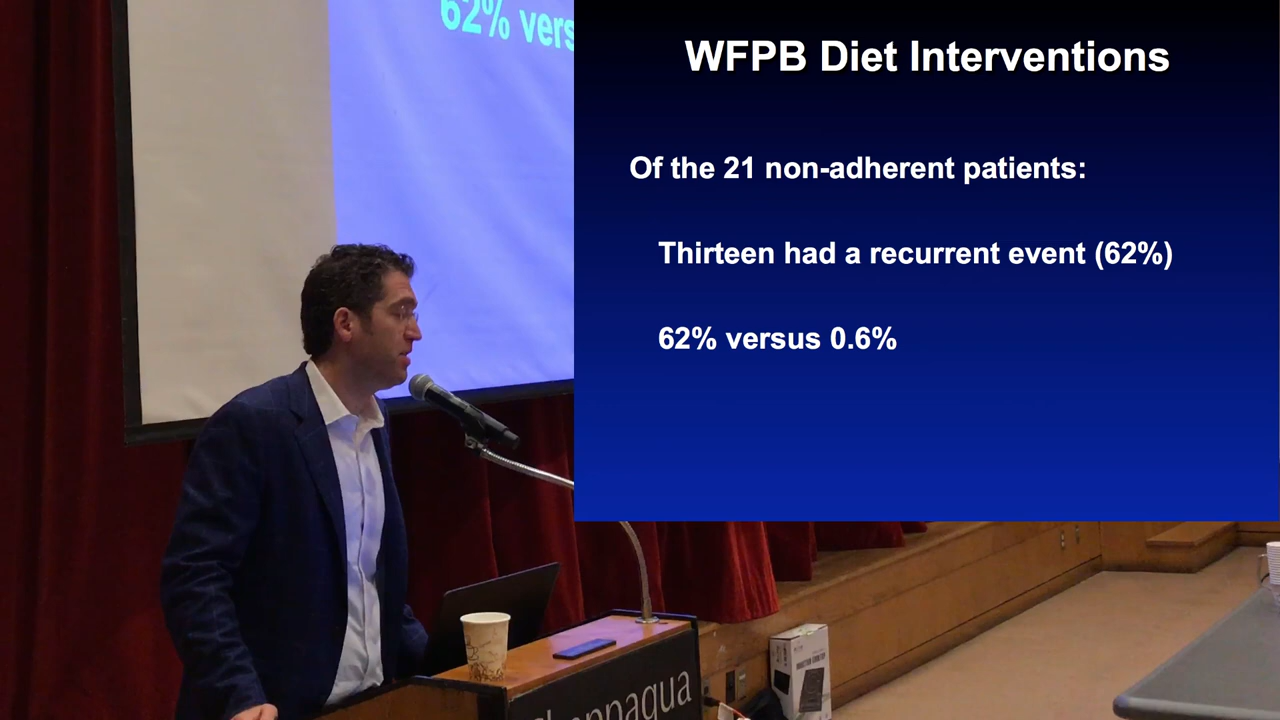 62% vers
WFPB Diet Interventions
Of the 21 non-adherent patients:
Thirteen had a recurrent event (62%)
62% versus 0.6%